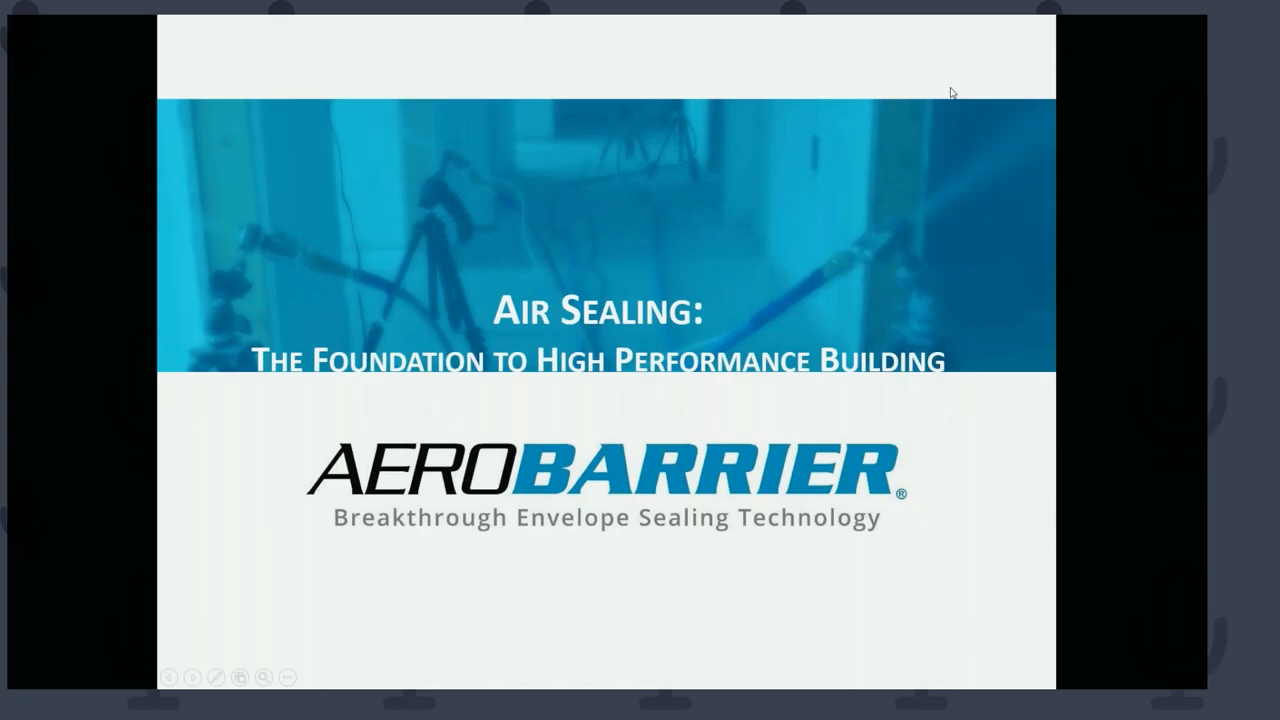 AIR SEALING:
THE FOUNDATION TO HIGH PERFORMANCE BUILDING
AEROBARRIER®
Breakthrough Envelope Sealing Technology